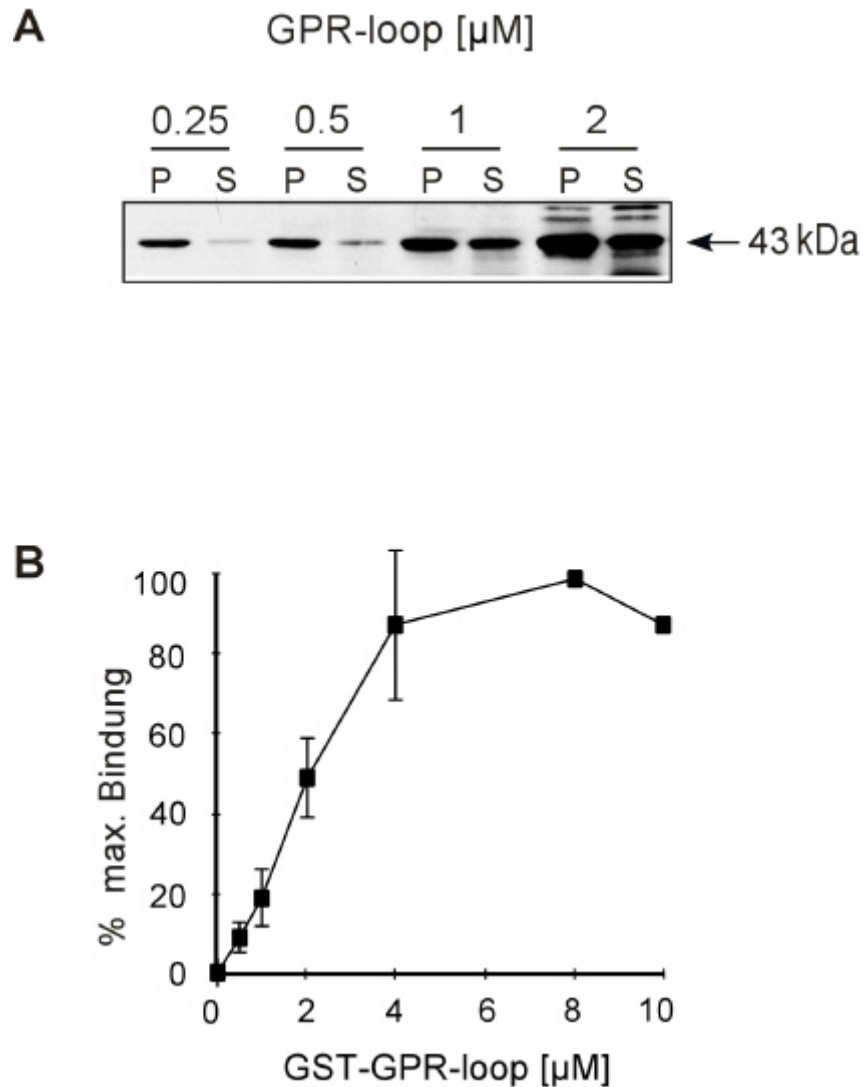 A
GPR-loop [µM]
0.25 0.5 1 2
P S P S P S P S
43 kDa
B
100
80
60
40
20
0
% max. Bindung
0 2 4 6 8 10
GST-GPR-loop [µM]